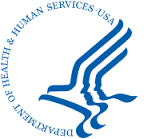 DEPARTMENT OF HEALTH & HUMAN SERVICES · USA